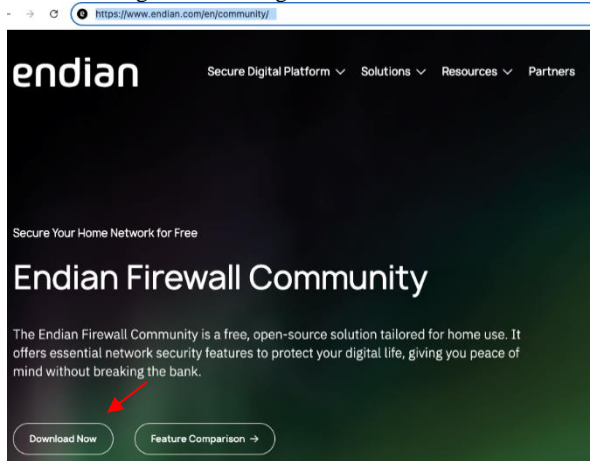 https://www.endian.com/en/community/
endian
Secure Digital Platform Solutions Resources Partners
Secure Your Home Network for Free
Endian Firewall Community
The Endian Firewall Community is a free, open-source solution tailored for home use. It
offers essential network security features to protect your digital life, giving you peace of
mind without breaking the bank.
Download Now Feature Comparison →